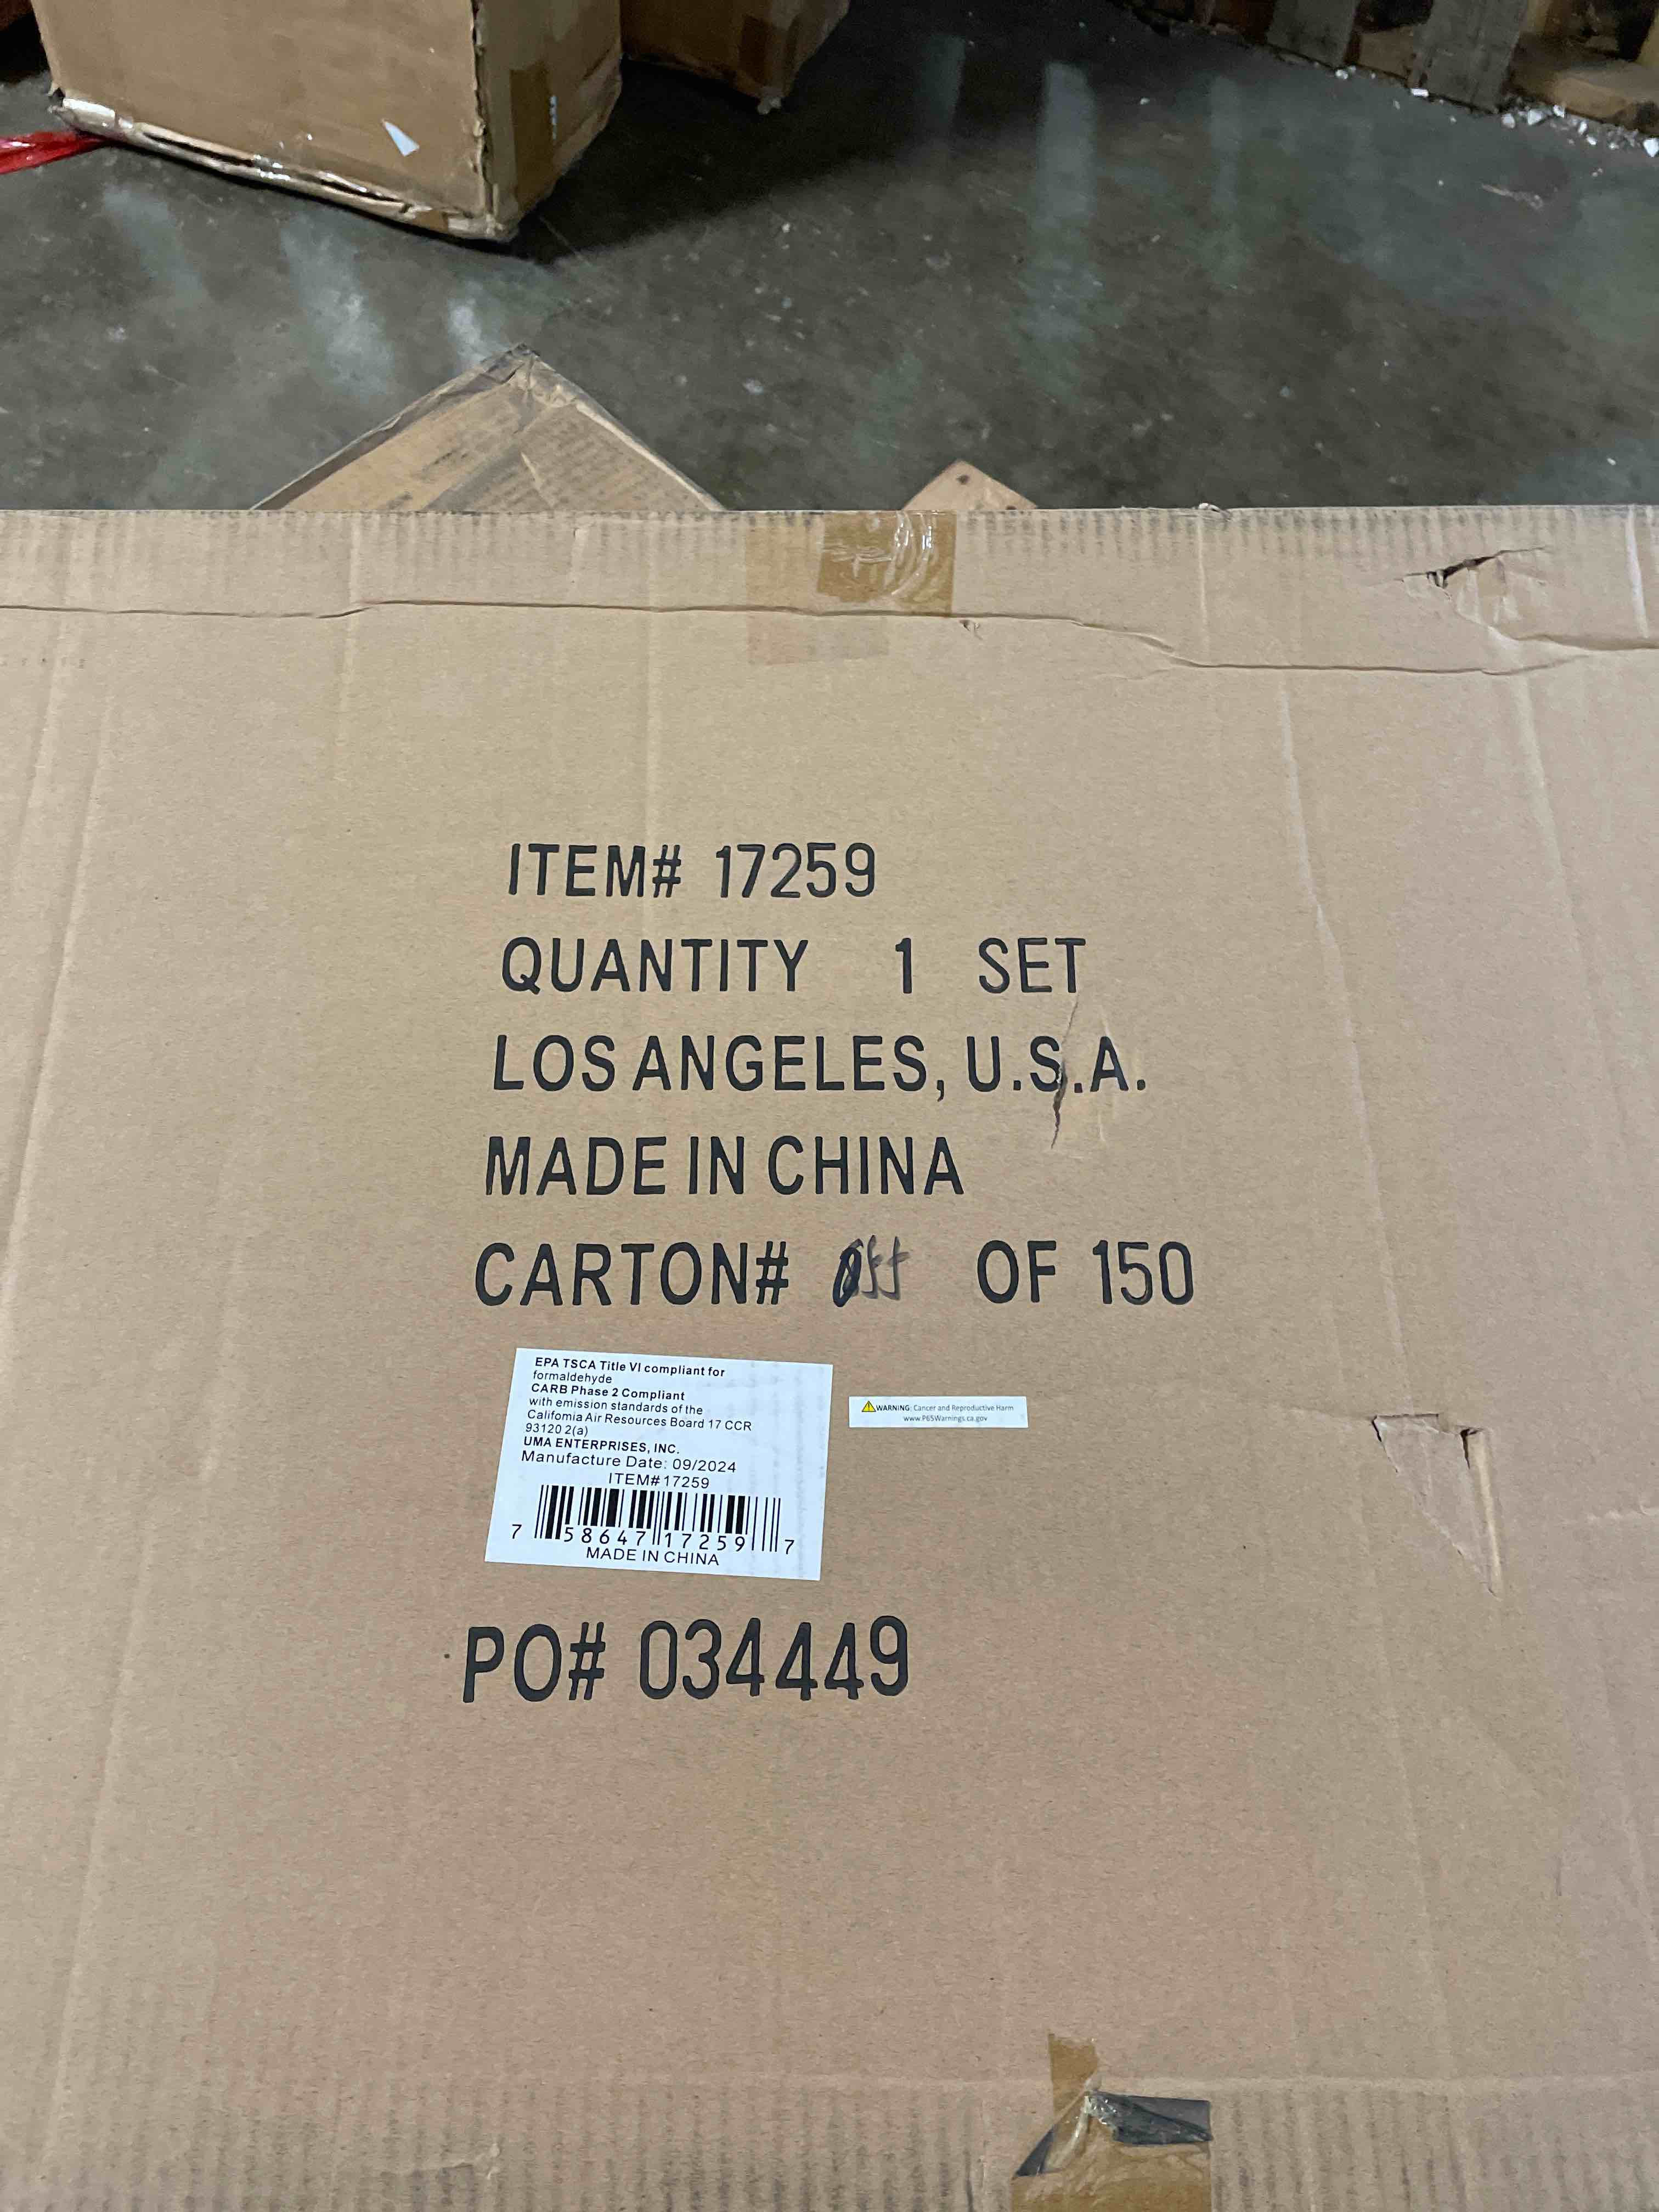 ITEM# 17259
QUANTITY 1 SET
LOS ANGELES, U.S.A.
MADE IN CHINA
CARTON# OF 150
EPA TSCA Title VI compliant for
formaldehyde
CARB Phase 2 Compliant
with emission standards of the
California Air Resources Board 17 CCR
93120 2(a)
UMA ENTERPRISES, INC.
Manufacture Date: 09/2024
ITEM#17259
7 58647 17259 7
MADE IN CHINA
WARNING: Cancer and Reproductive Harm
www.P65Warnings.ca.gov
PO# 034449